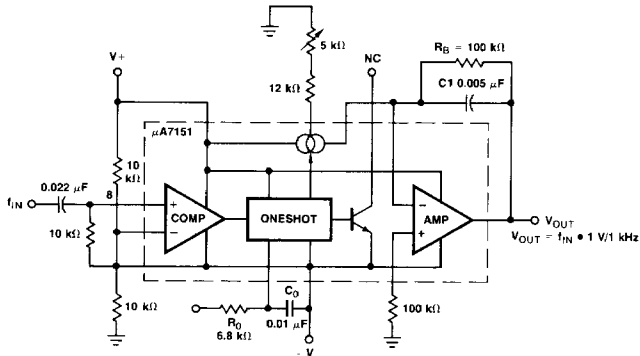 5 kΩ
V+
NC
R_B = 100 kΩ
C1 0.005 µF
12 kΩ
µA7151
10 kΩ
0.022 µF
8
f_IN
+
−
COMP
ONESHOT
−
+
AMP
V_OUT
V_OUT = f_IN • 1 V/1 kHz
10 kΩ
10 kΩ
R_O
6.8 kΩ
C_O
0.01 µF
100 kΩ
- V